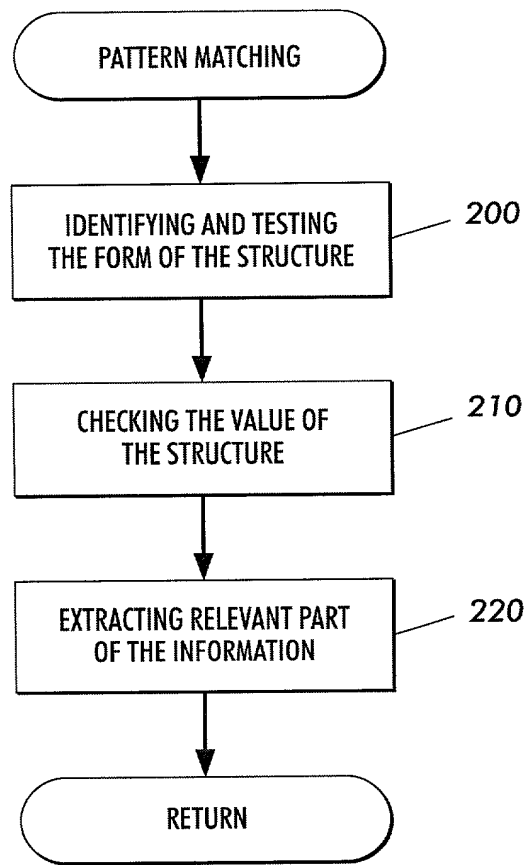 PATTERN MATCHING
IDENTIFYING AND TESTING
THE FORM OF THE STRUCTURE
200
CHECKING THE VALUE OF
THE STRUCTURE
210
EXTRACTING RELEVANT PART
OF THE INFORMATION
220
RETURN